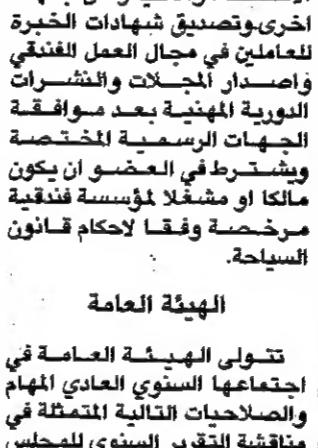 اخرى.وتصديق شهادات الخبرة
للعاملين في مجال العمل الفندقي
واصدار المجلات والنشرات
الدورية المهنية بعد موافقة
الجهات الرسمية المختصة
ويشترط في العضو ان يكون
مالكا او مشغلا لمؤسسة فندقية
مرخصة وفقا لاحكام قانون
السياحة.
الهيئة العامة
تتولى الهيئة العامة في
اجتماعها السنوي العادي المهام
والصلاحيات التالية المتمثلة في
مناقشة التقرير السنوي للمجلس